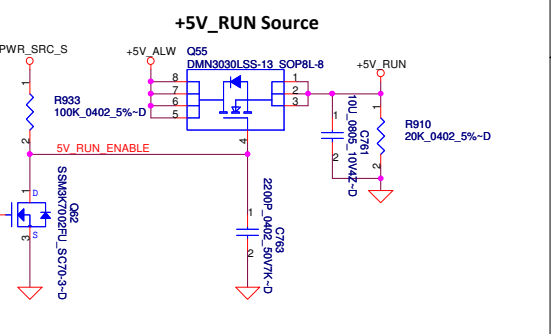 +5V_RUN Source
PWR_SRC_S
+5V_ALW
Q55
DMN3030LSS-13_SOP8L-8
+5V_RUN
8
7
6
5
1
2
3
4
1
R933
100K_0402_5%~D
2
5V_RUN_ENABLE
1
C761
10U_0805_10V4Z~D
2
1
R910
20K_0402_5%~D
2
1
D
Q62
SSM3K7002FU_SC70-3~D
S
3
1
C763
2200P_0402_50V7K~D
2